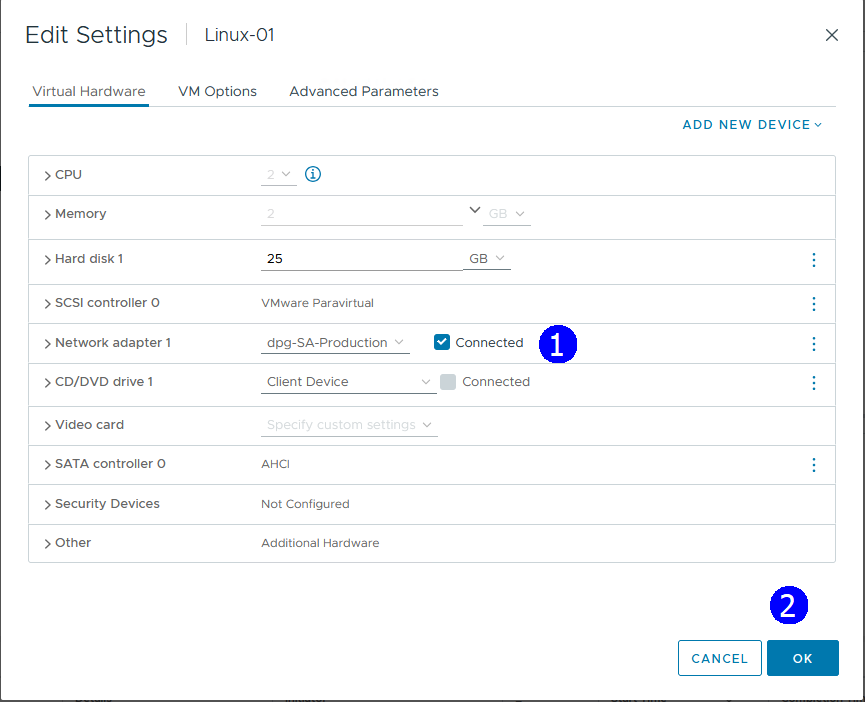 Edit Settings Linux-01
Virtual Hardware VM Options Advanced Parameters
ADD NEW DEVICE
CPU 2
Memory 2 GB
Hard disk 1 25 GB
SCSI controller 0 VMware Paravirtual
Network adapter 1 dpg-SA-Production Connected 1
CD/DVD drive 1 Client Device Connected
Video card Specify custom settings
SATA controller 0 AHCI
Security Devices Not Configured
Other Additional Hardware
2
CANCEL OK